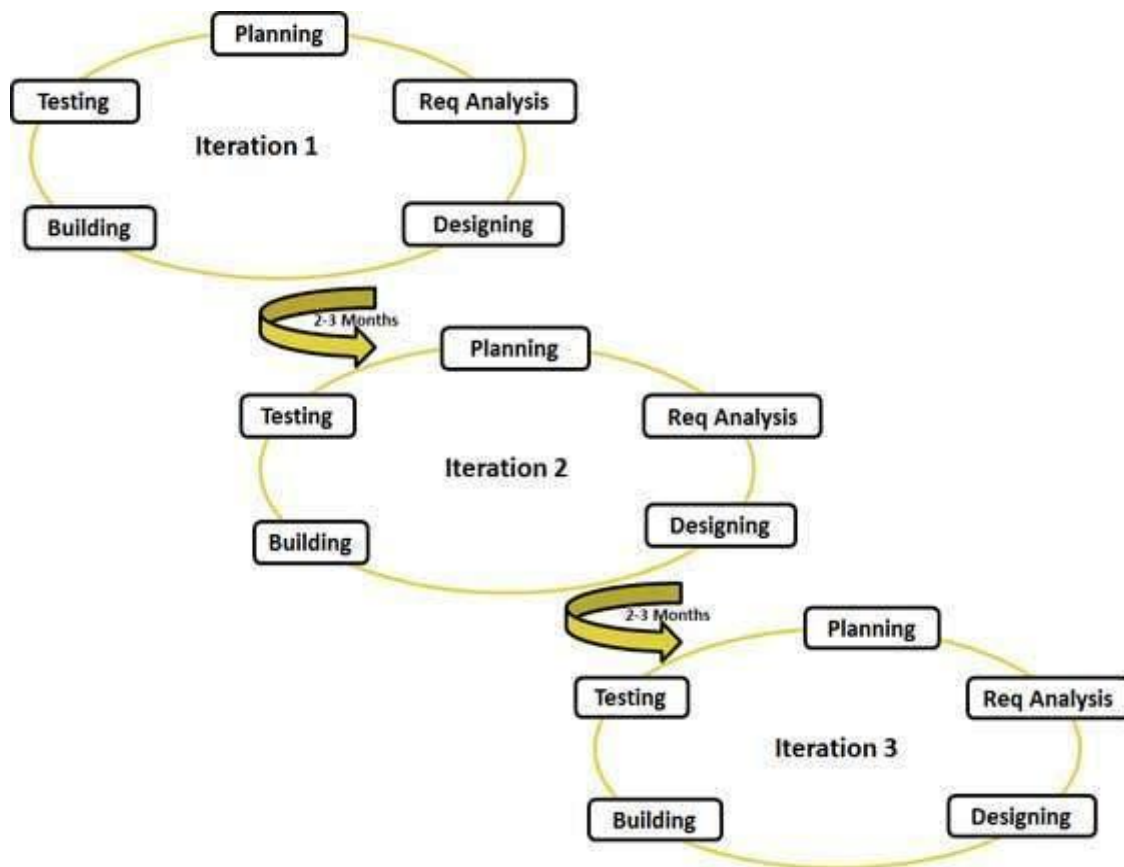 Planning
Testing
Req Analysis
Iteration 1
Building
Designing
2-3 Months
Planning
Testing
Req Analysis
Iteration 2
Building
Designing
2-3 Months
Planning
Testing
Req Analysis
Iteration 3
Building
Designing